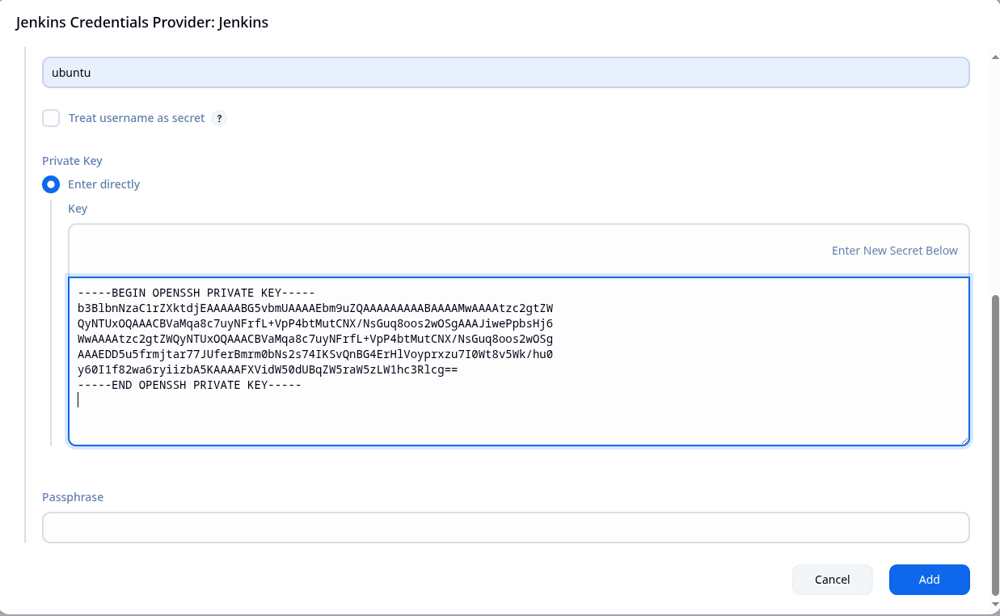 Jenkins Credentials Provider: Jenkins
ubuntu
Treat username as secret ?
Private Key
Enter directly
Key
Enter New Secret Below
-----BEGIN OPENSSH PRIVATE KEY-----
b3BlbnNzaC1rZXktdjEAAAAABG5vbmUAAAAEbm9uZQAAAAAAAAABAAAAMwAAAAtzc2gtZW
QyNTUxOQAAACBVaMqa8c7uyNFrfL+VpP4btMutCNX/NsGuq8oos2wOSgAAAJiwePpbsHj6
WwAAAAtzc2gtZWQyNTUxOQAAACBVaMqa8c7uyNFrfL+VpP4btMutCNX/NsGuq8oos2wOSg
AAAEDD5u5frmjtar77JUferBmrm0bNs2s74IKSvQnBG4ErHlVoyprxzu7I0Wt8v5Wk/hu0
y60I1f82wa6ryiizbA5KAAAAFXVidW50dUBqZW5raW5zLW1hc3Rlcg==
-----END OPENSSH PRIVATE KEY-----
Passphrase
Cancel
Add